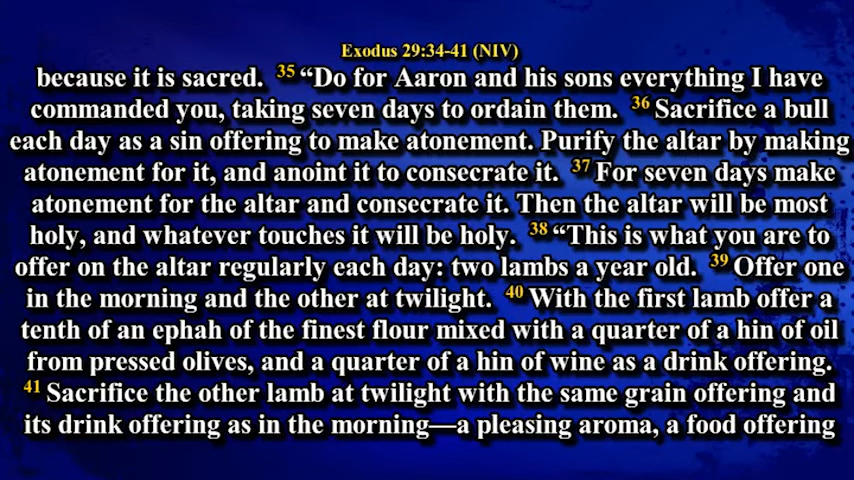 Exodus 29:34-41 (NIV)
because it is sacred. 35 “Do for Aaron and his sons everything I have
commanded you, taking seven days to ordain them. 36 Sacrifice a bull
each day as a sin offering to make atonement. Purify the altar by making
atonement for it, and anoint it to consecrate it. 37 For seven days make
atonement for the altar and consecrate it. Then the altar will be most
holy, and whatever touches it will be holy. 38 “This is what you are to
offer on the altar regularly each day: two lambs a year old. 39 Offer one
in the morning and the other at twilight. 40 With the first lamb offer a
tenth of an ephah of the finest flour mixed with a quarter of a hin of oil
from pressed olives, and a quarter of a hin of wine as a drink offering.
41 Sacrifice the other lamb at twilight with the same grain offering and
its drink offering as in the morning—a pleasing aroma, a food offering